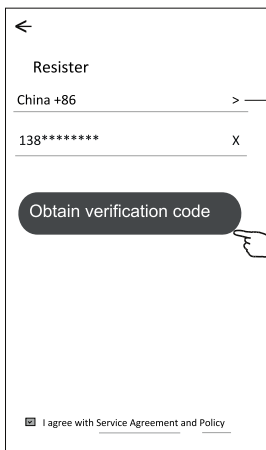 Resister
China +86 >
138******** X
Obtain verification code
I agree with Service Agreement and Policy